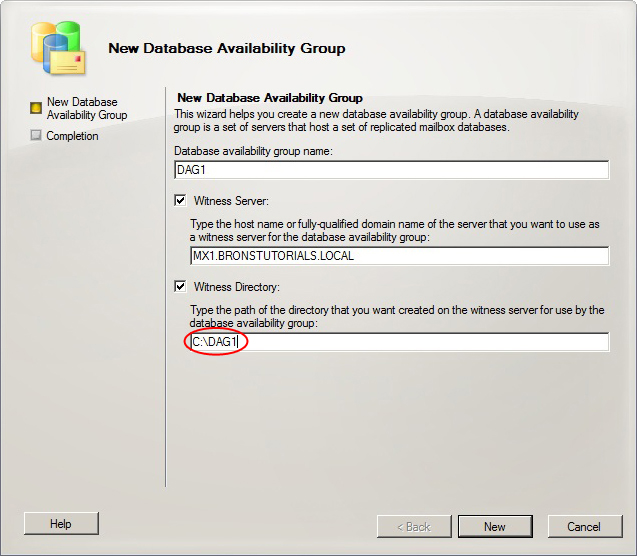 New Database Availability Group
New Database
Availability Group
Completion
New Database Availability Group
This wizard helps you create a new database availability group. A database availability
group is a set of servers that host a set of replicated mailbox databases.
Database availability group name:
DAG1
Witness Server:
Type the host name or fully-qualified domain name of the server that you want to use as
a witness server for the database availability group:
MX1.BRONSTUTORIALS.LOCAL
Witness Directory:
Type the path of the directory that you want created on the witness server for use by the
database availability group:
C:\DAG1
Help
< Back
New
Cancel